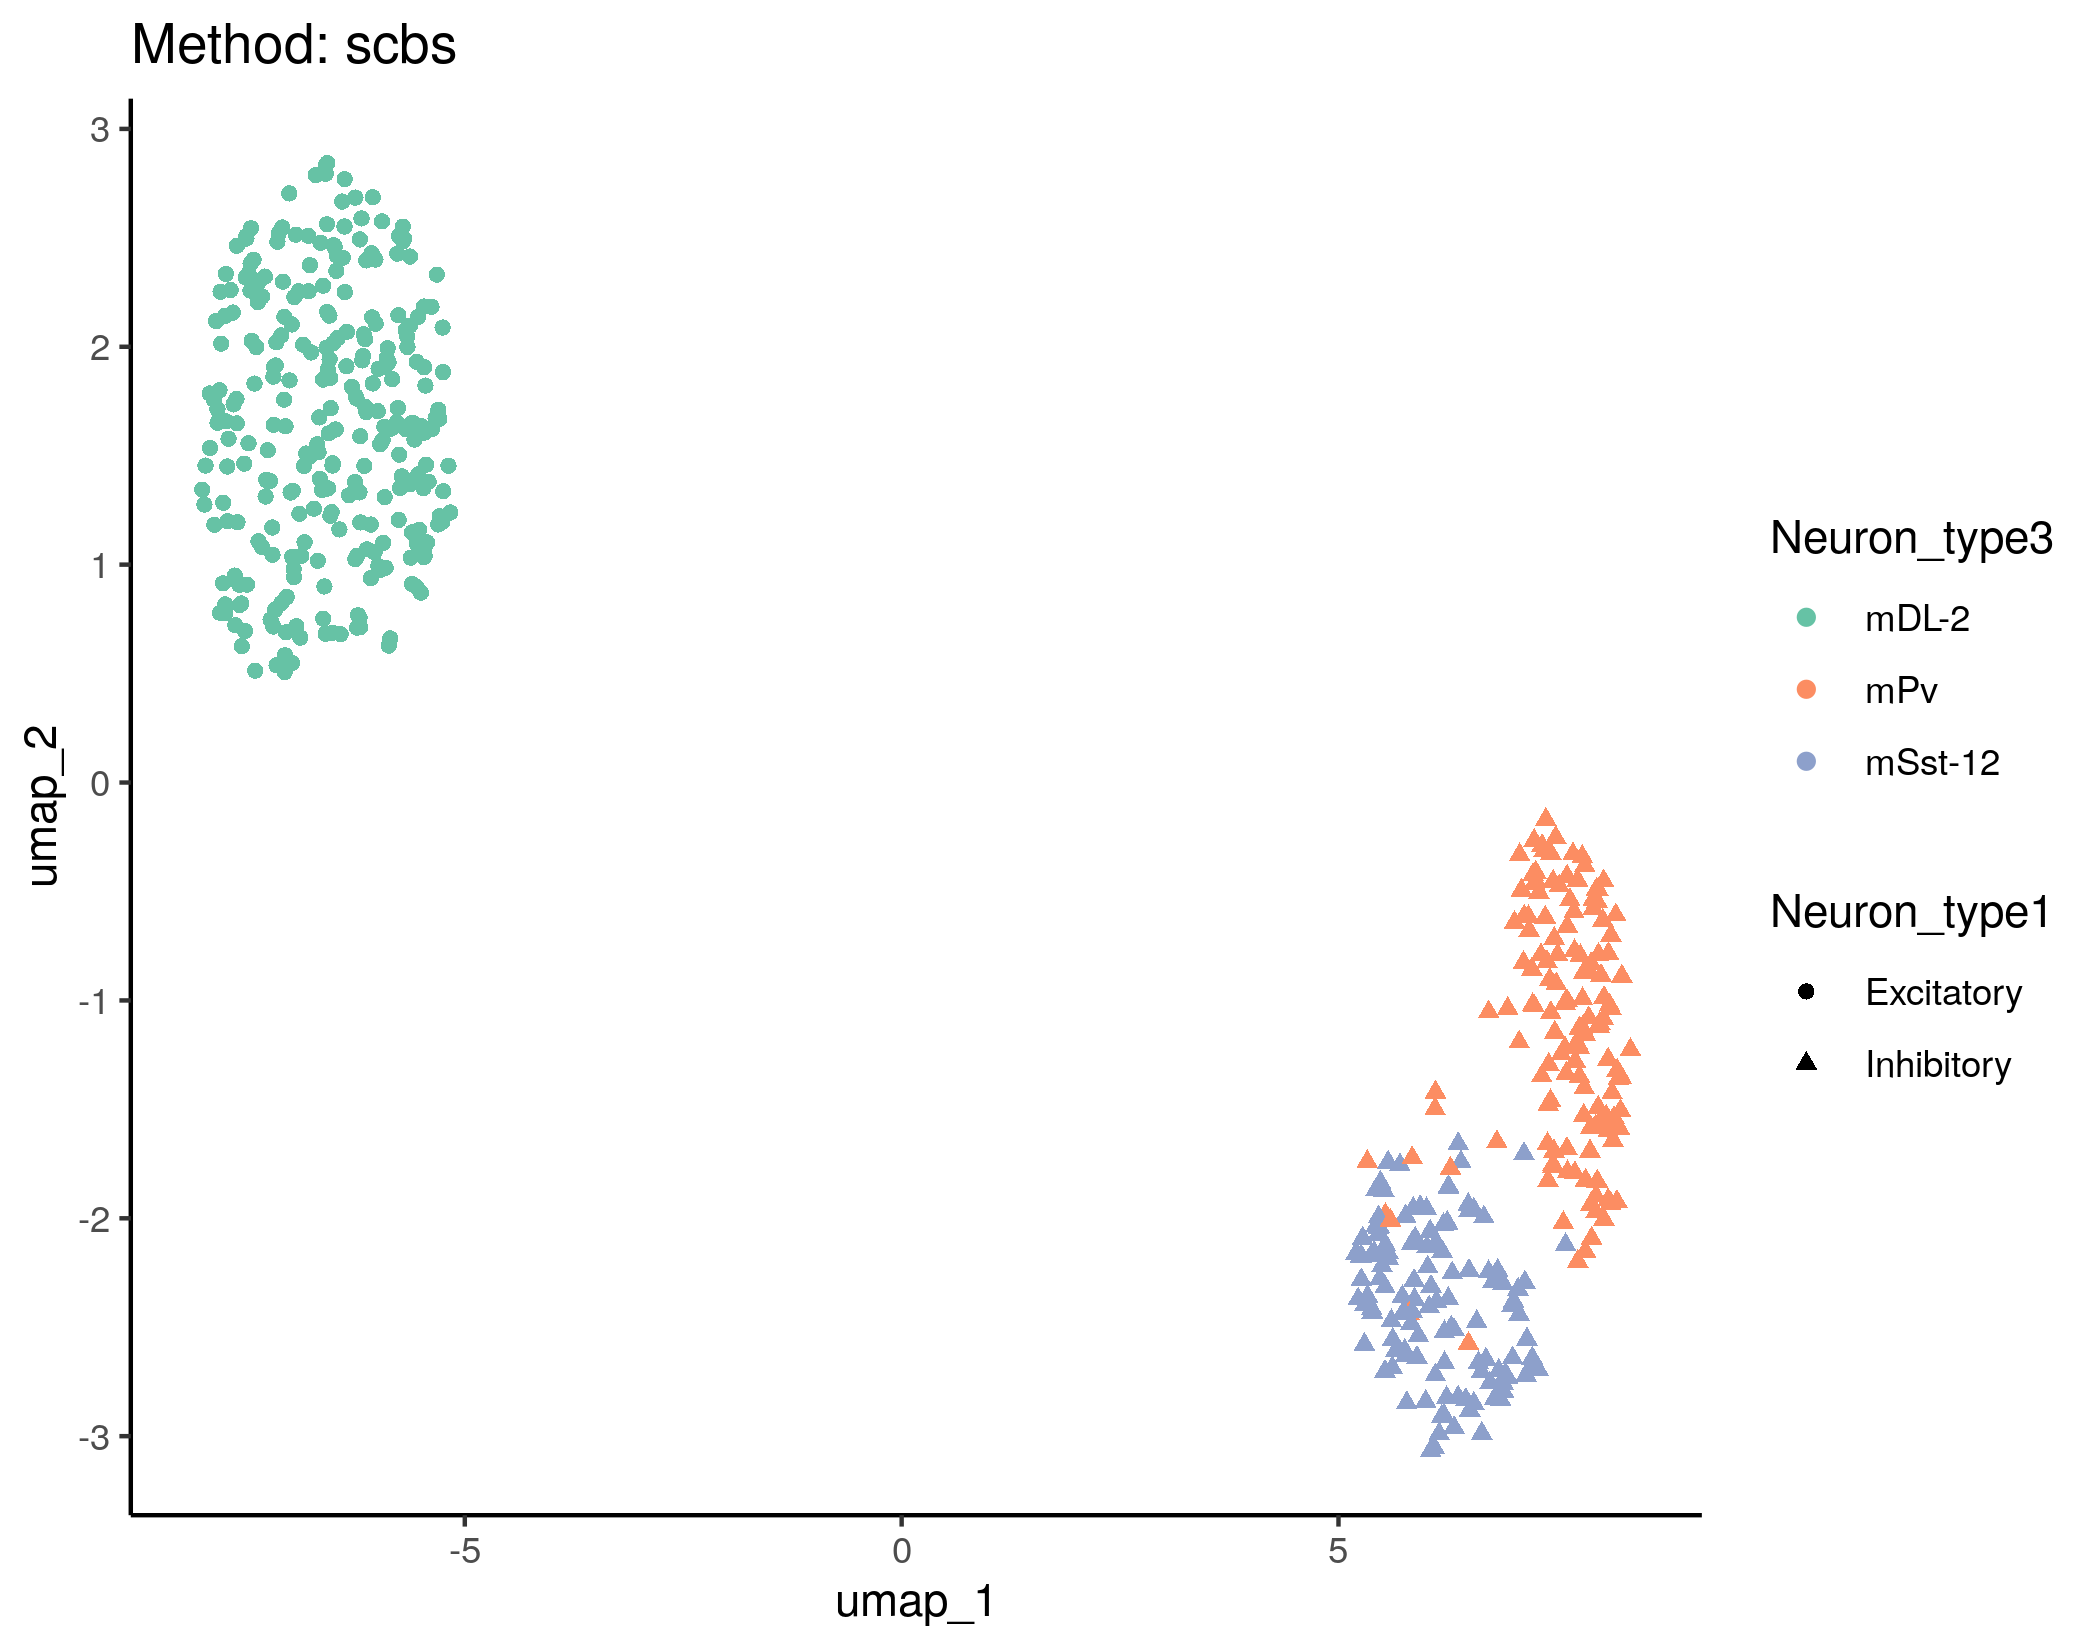 Method: scbs
3
2
1
0
-1
-2
-3
umap_2
-5
0
5
umap_1
Neuron_type3
mDL-2
mPv
mSst-12
Neuron_type1
Excitatory
Inhibitory